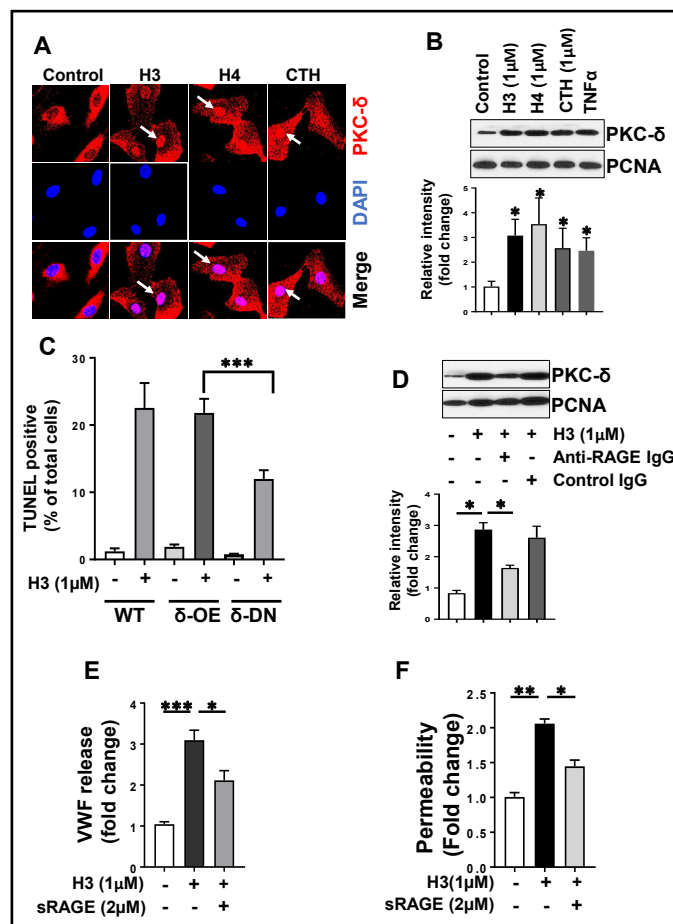 A
Control H3 H4 CTH
PKC-δ
DAPI
Merge
B
Control
H3 (1µM)
H4 (1µM)
CTH (1µM)
TNFα
PKC-δ
PCNA
Relative intensity
(fold change)
5
4
3
2
1
0
* * * *
C
TUNEL positive
(% of total cells)
30
20
10
0
***
- + - + - +
H3 (1µM)
WT δ-OE δ-DN
D
PKC-δ
PCNA
- + + + H3 (1µM)
- - + - Anti-RAGE IgG
- - - + Control IgG
Relative intensity
(fold change)
4
3
2
1
0
* *
E
VWF release
(fold change)
4
3
2
1
0
*** *
H3 (1µM) - + +
sRAGE (2µM) - - +
F
Permeability
(Fold change)
2.5
2.0
1.5
1.0
0.5
0.0
** *
H3(1µM) - + +
sRAGE (2µM) - - +